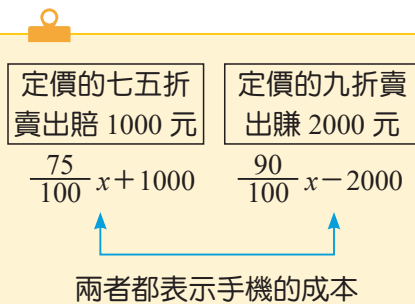 定價的七五折
賣出賠 1000 元
定價的九折賣
出賺 2000 元
75/100 x＋1000
90/100 x－2000
兩者都表示手機的成本